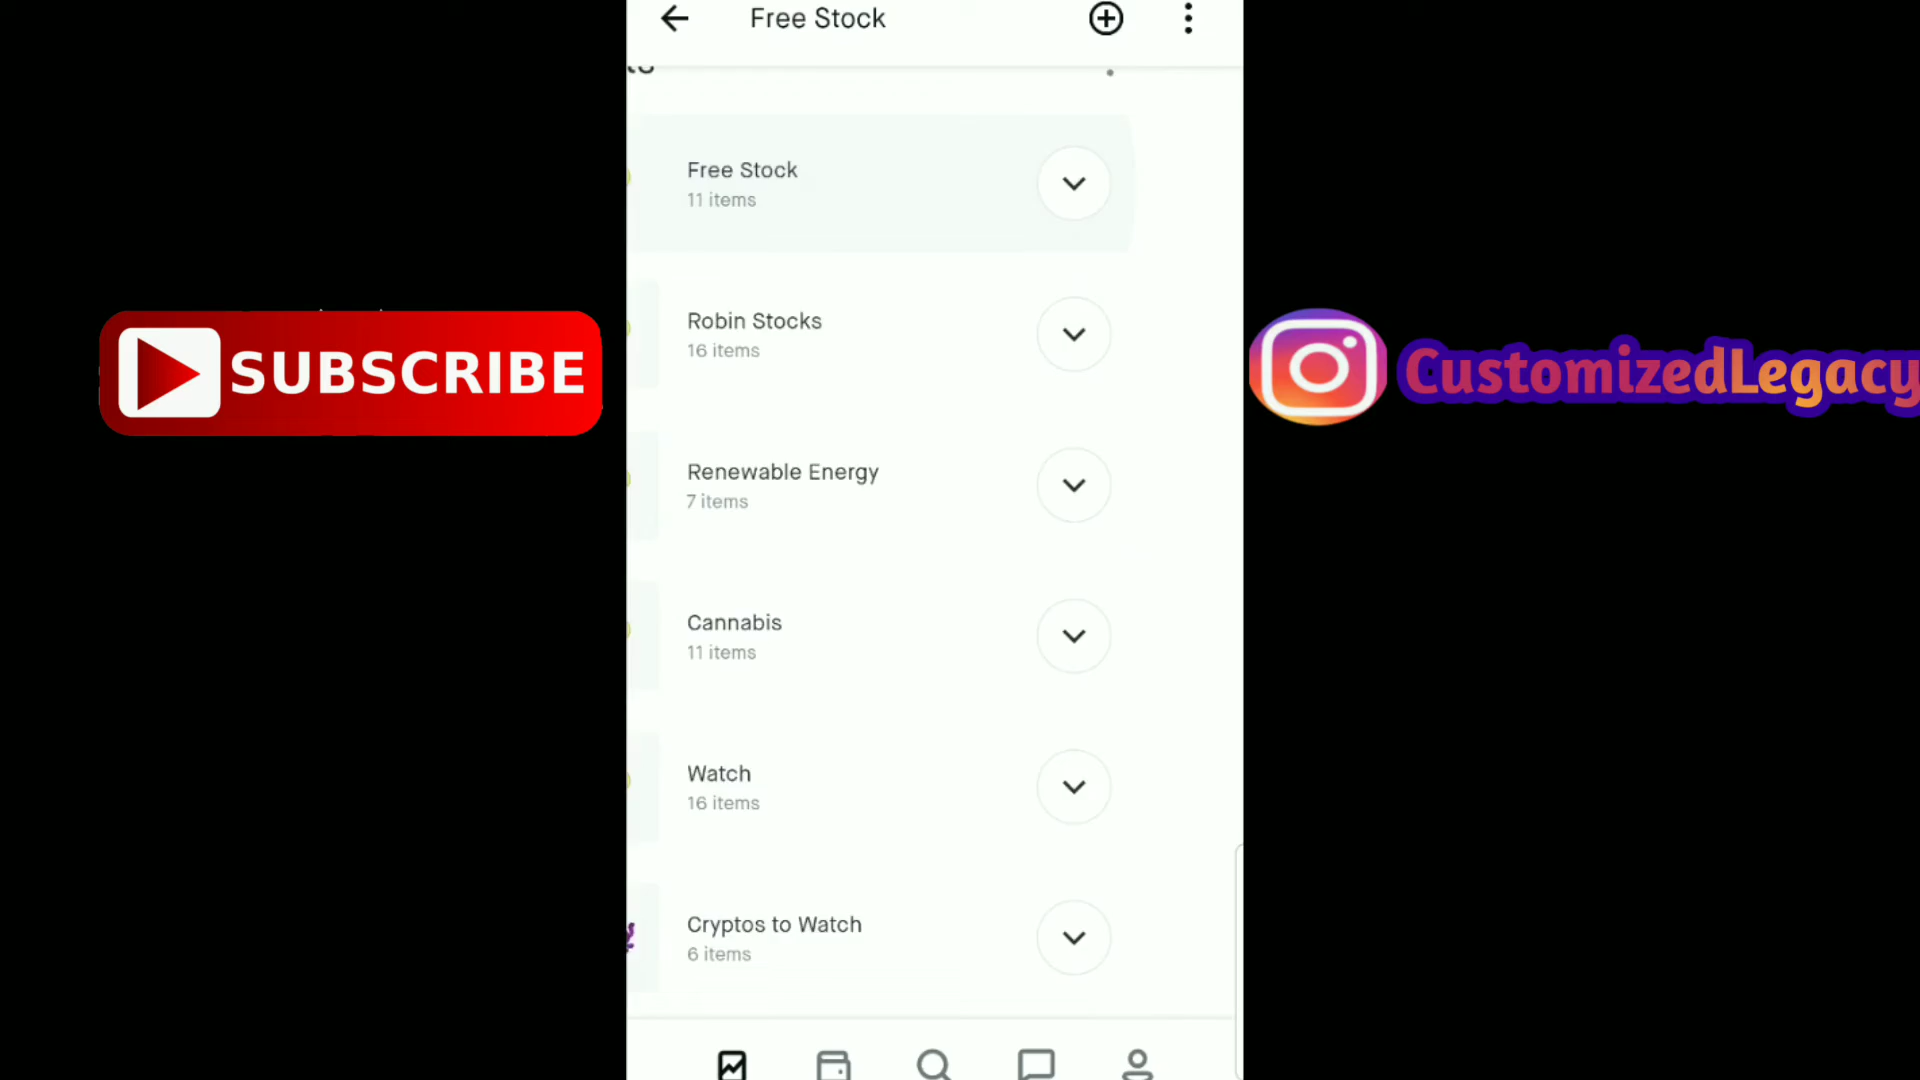 Free Stock
Free Stock
11 items
Robin Stocks
16 items
Renewable Energy
7 items
Cannabis
11 items
Watch
16 items
Cryptos to Watch
6 items
SUBSCRIBE
CustomizedLegacy